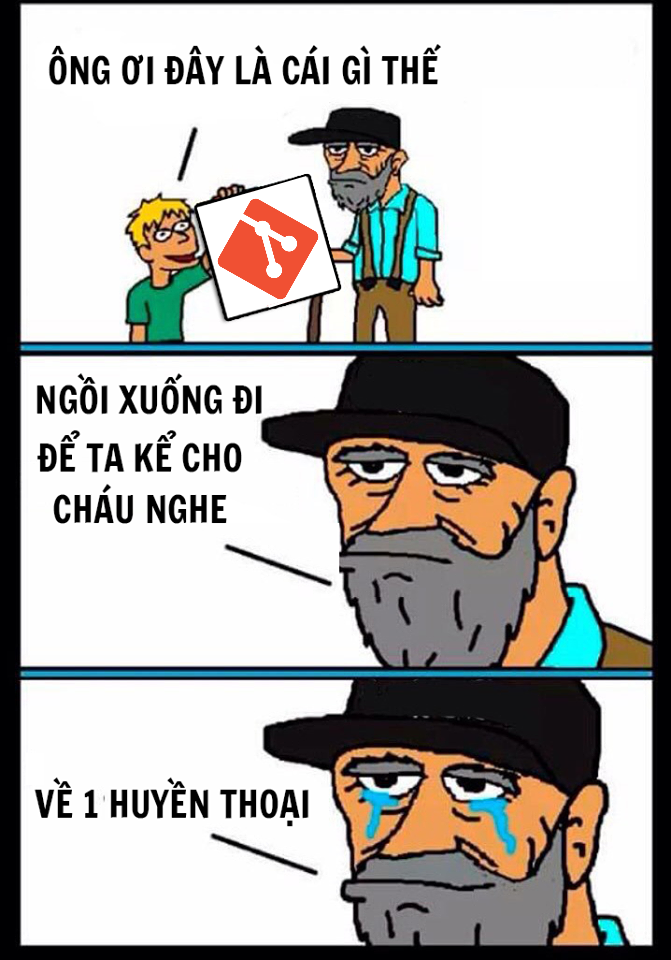 ÔNG ƠI ĐÂY LÀ CÁI GÌ THẾ
NGỒI XUỐNG ĐI
ĐỂ TA KỂ CHO
CHÁU NGHE
VỀ 1 HUYỀN THOẠI